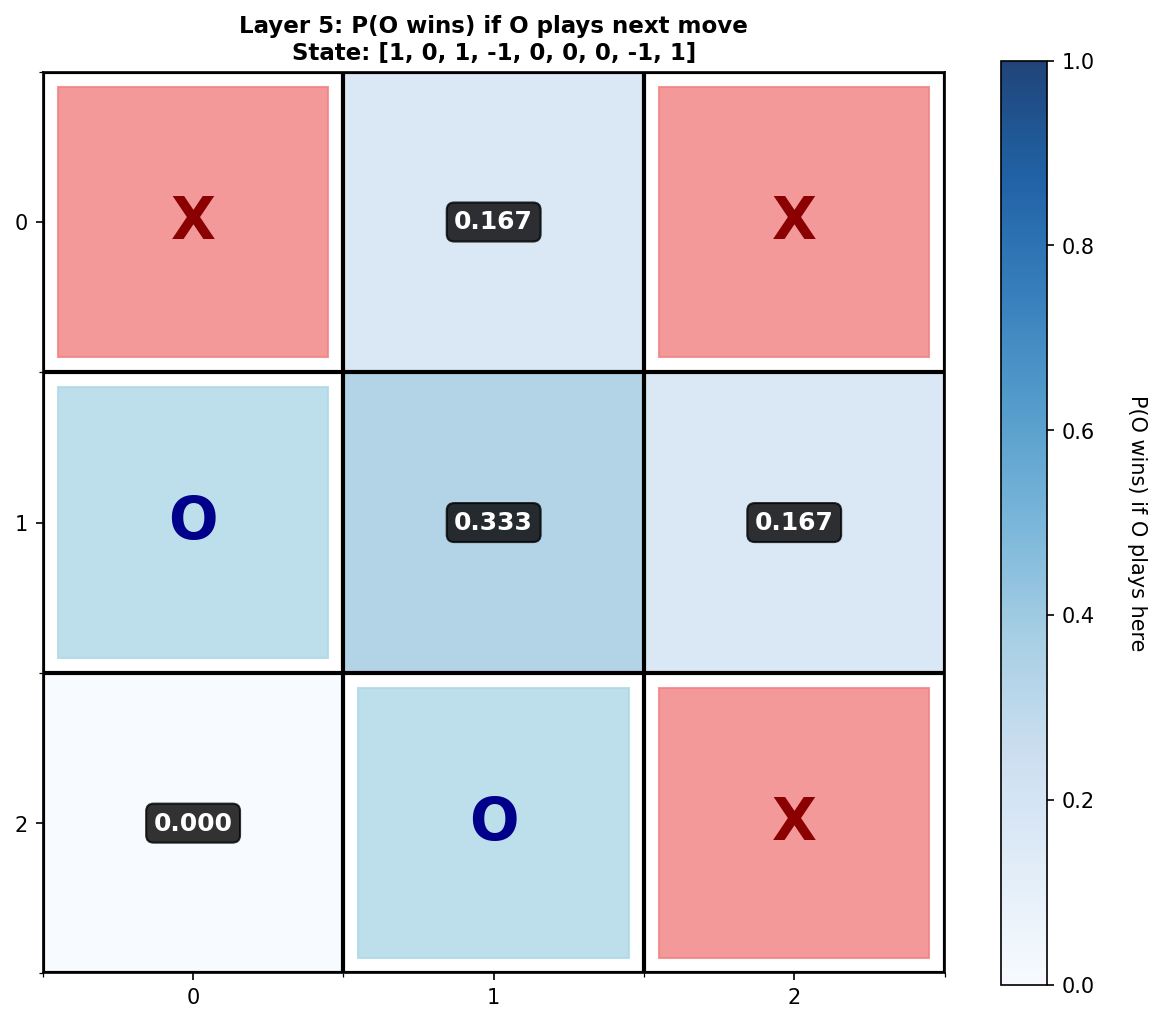 Layer 5: P(O wins) if O plays next move
State: [1, 0, 1, -1, 0, 0, 0, -1, 1]
X
0.167
X
O
0.333
0.167
0.000
O
X
0
1
2
0
1
2
1.0
0.8
0.6
0.4
0.2
0.0
P(O wins) if O plays here